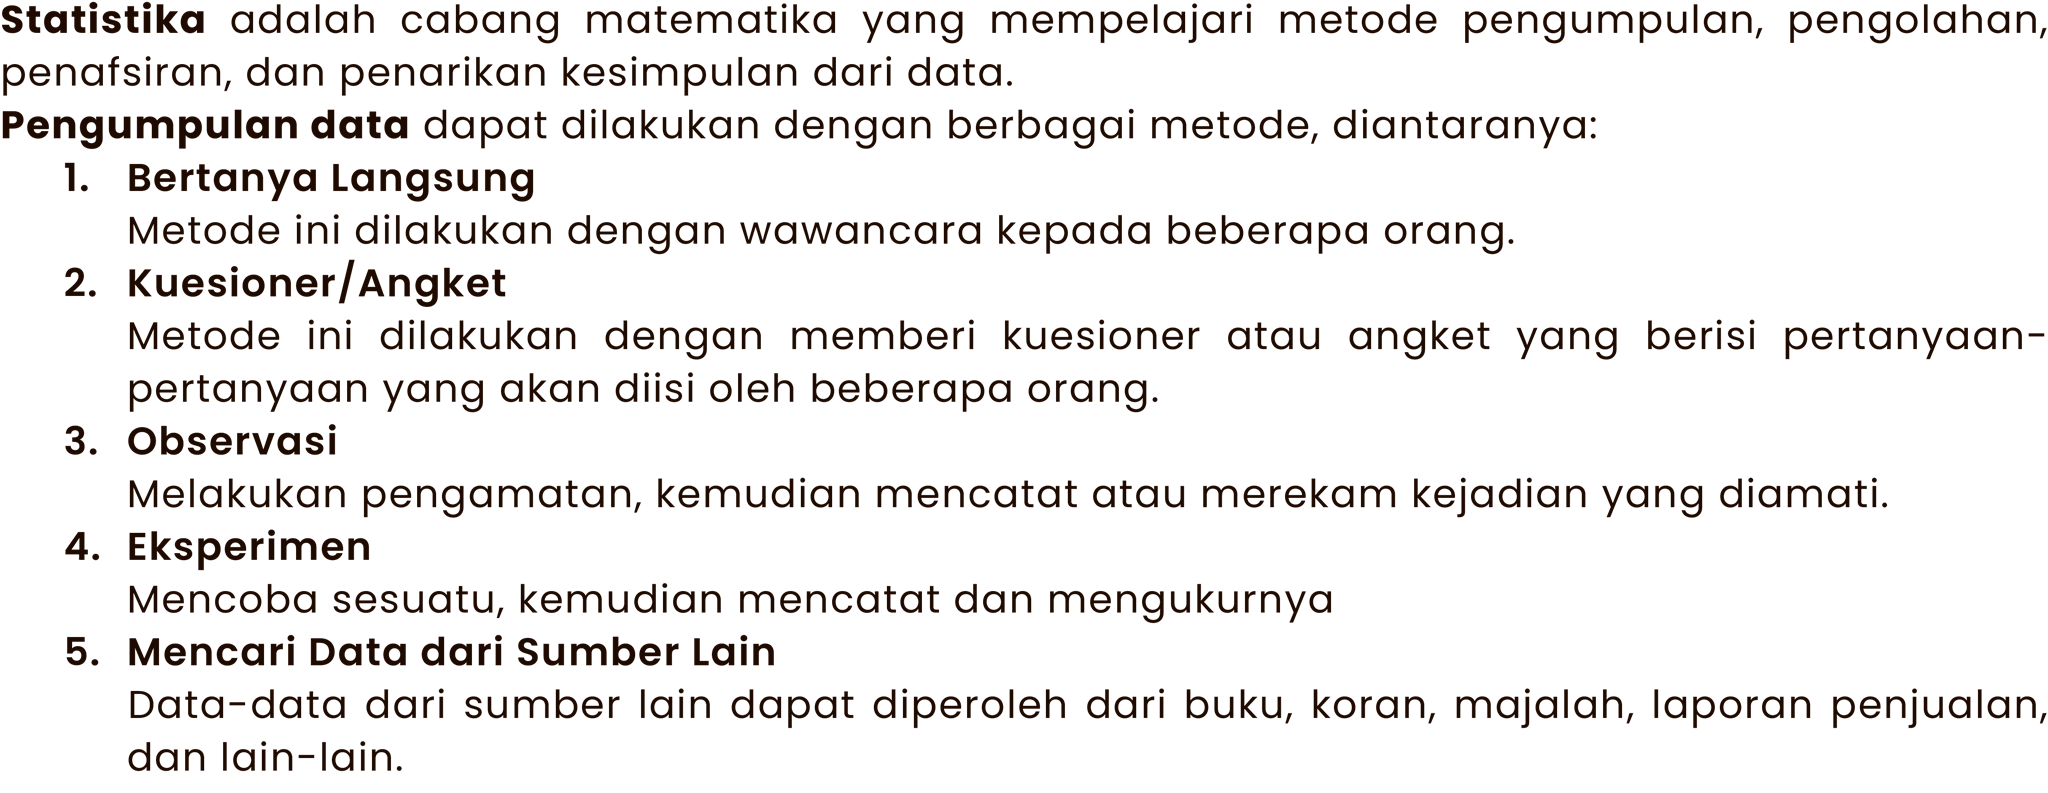 Statistika adalah cabang matematika yang mempelajari metode pengumpulan, pengolahan,
penafsiran, dan penarikan kesimpulan dari data.
Pengumpulan data dapat dilakukan dengan berbagai metode, diantaranya:
1. Bertanya Langsung
Metode ini dilakukan dengan wawancara kepada beberapa orang.
2. Kuesioner/Angket
Metode ini dilakukan dengan memberi kuesioner atau angket yang berisi pertanyaan-
pertanyaan yang akan diisi oleh beberapa orang.
3. Observasi
Melakukan pengamatan, kemudian mencatat atau merekam kejadian yang diamati.
4. Eksperimen
Mencoba sesuatu, kemudian mencatat dan mengukurnya
5. Mencari Data dari Sumber Lain
Data-data dari sumber lain dapat diperoleh dari buku, koran, majalah, laporan penjualan,
dan lain-lain.